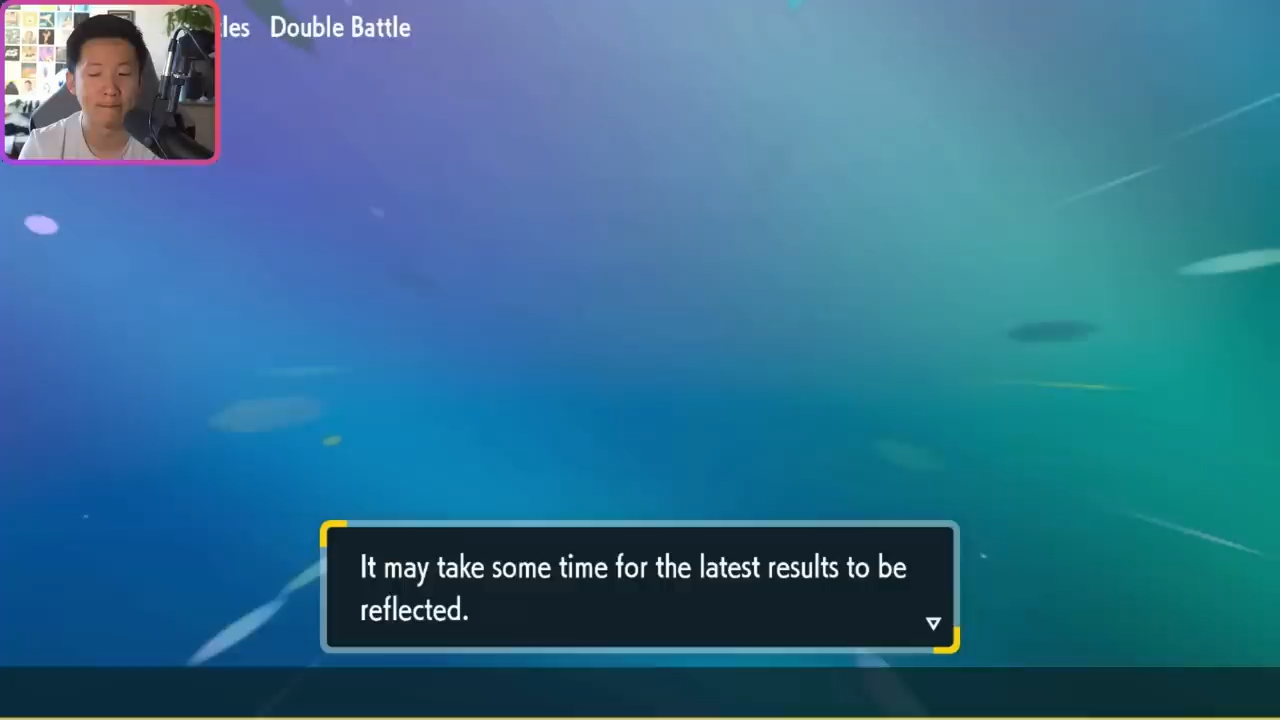 les Double Battle
It may take some time for the latest results to be
reflected.